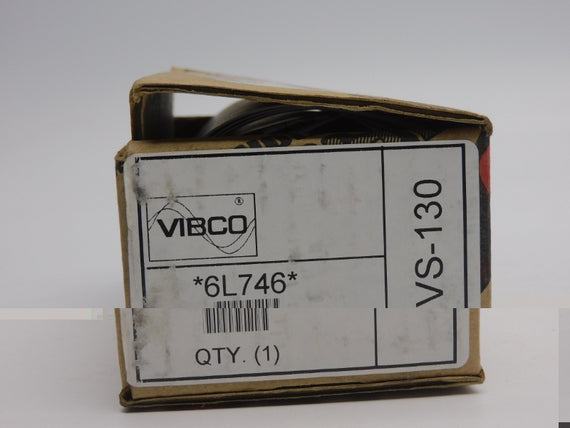 VIBCO®
*6L746*
QTY. (1)
VS-130